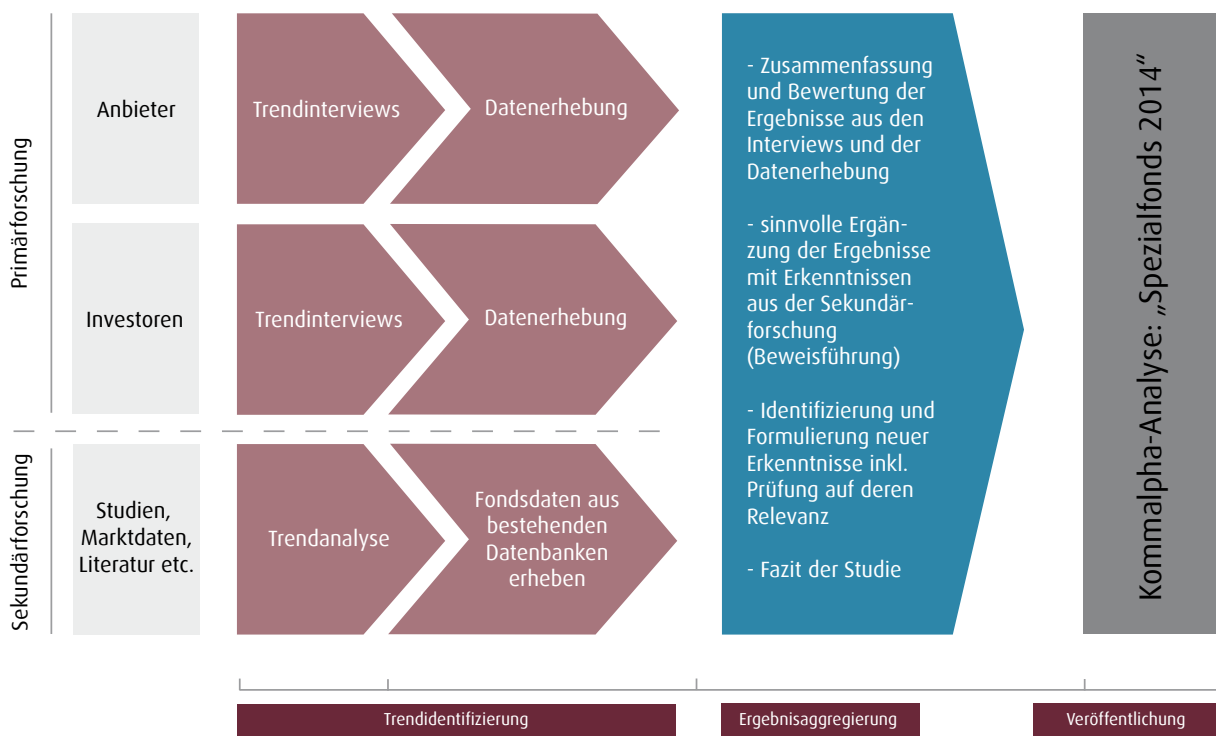 Primärforschung
Anbieter
Trendinterviews
Datenerhebung
Investoren
Trendinterviews
Datenerhebung
Sekundärforschung
Studien,
Marktdaten,
Literatur etc.
Trendanalyse
Fondsdaten aus
bestehenden
Datenbanken
erheben
- Zusammenfassung
und Bewertung der
Ergebnisse aus den
Interviews und der
Datenerhebung
- sinnvolle Ergän-
zung der Ergebnisse
mit Erkenntnissen
aus der Sekundär-
forschung
(Beweisführung)
- Identifizierung und
Formulierung neuer
Erkenntnisse inkl.
Prüfung auf deren
Relevanz
- Fazit der Studie
Kommalpha-Analyse: „Spezialfonds 2014“
Trendidentifizierung
Ergebnisaggregierung
Veröffentlichung